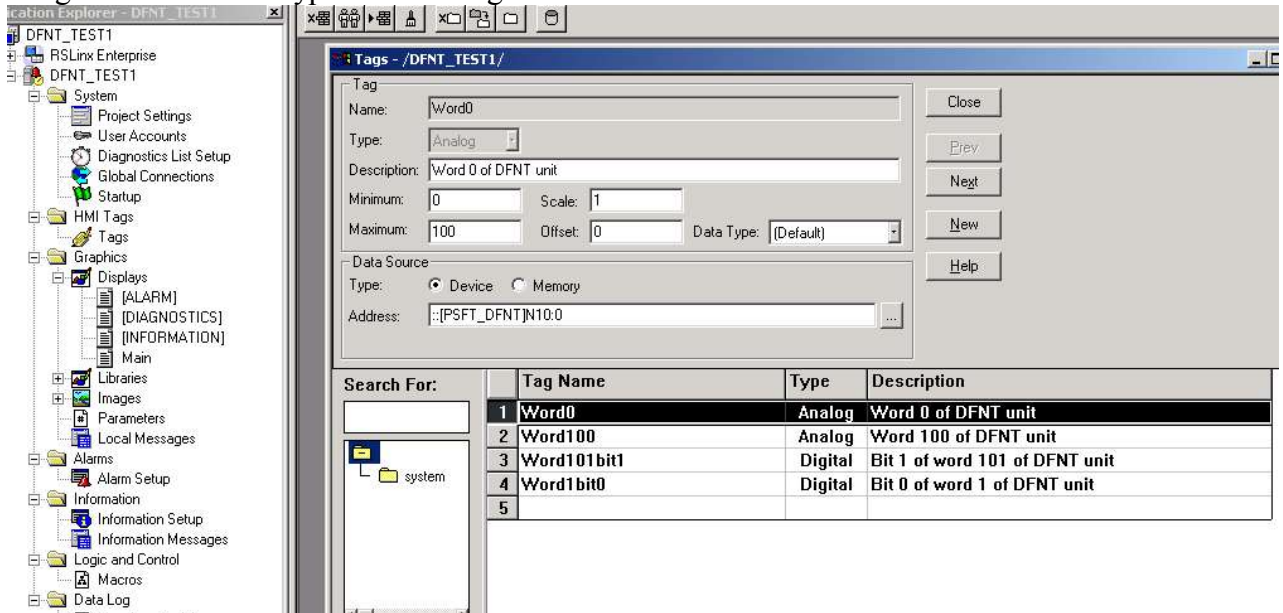 ication Explorer - DFNT_TEST1
DFNT_TEST1
RSLinx Enterprise
DFNT_TEST1
System
Project Settings
User Accounts
Diagnostics List Setup
Global Connections
Startup
HMI Tags
Tags
Graphics
Displays
[ALARM]
[DIAGNOSTICS]
[INFORMATION]
Main
Libraries
Images
Parameters
Local Messages
Alarms
Alarm Setup
Information
Information Setup
Information Messages
Logic and Control
Macros
Data Log
Tags - /DFNT_TEST1/
Tag
Name: Word0
Type: Analog
Description: Word 0 of DFNT unit
Minimum: 0 Scale: 1
Maximum: 100 Offset: 0 Data Type: (Default)
Data Source
Type: Device Memory
Address: ::[PSFT_DFNT]N10:0 ...
Close
Prev
Next
New
Help
Search For:
system
Tag Name Type Description
1 Word0 Analog Word 0 of DFNT unit
2 Word100 Analog Word 100 of DFNT unit
3 Word101bit1 Digital Bit 1 of word 101 of DFNT unit
4 Word1bit0 Digital Bit 0 of word 1 of DFNT unit
5